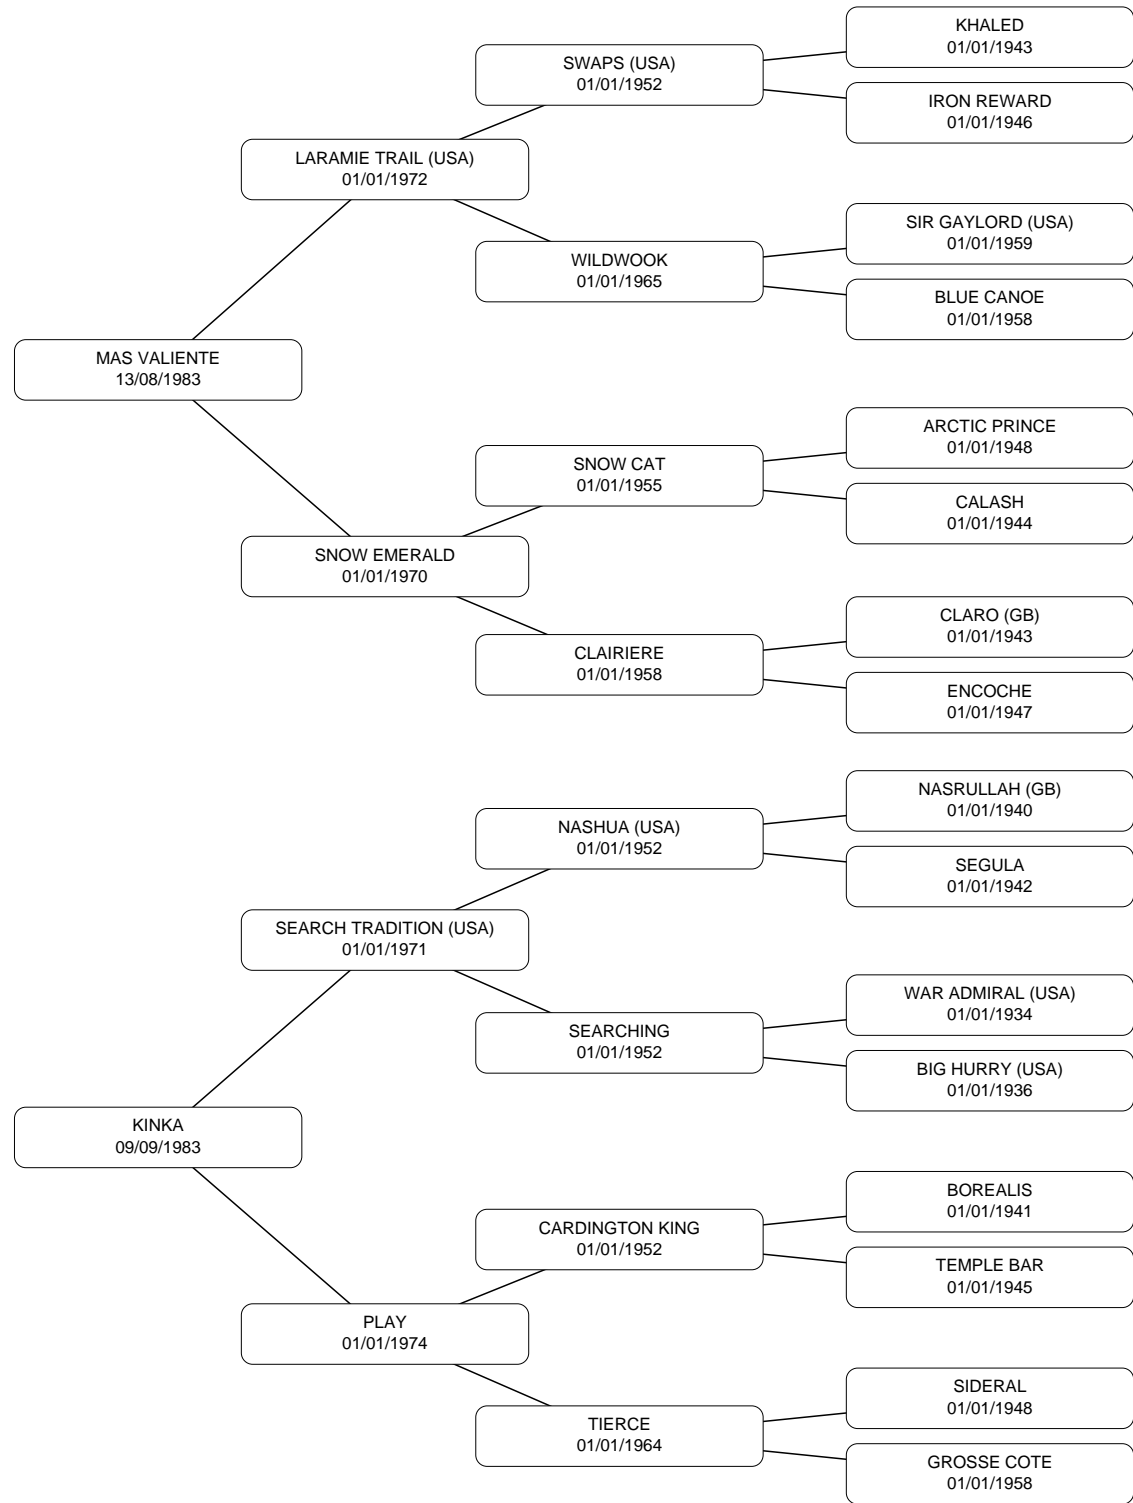 KHALED
01/01/1943
SWAPS (USA)
01/01/1952
IRON REWARD
01/01/1946
LARAMIE TRAIL (USA)
01/01/1972
SIR GAYLORD (USA)
01/01/1959
WILDWOOK
01/01/1965
BLUE CANOE
01/01/1958
MAS VALIENTE
13/08/1983
ARCTIC PRINCE
01/01/1948
SNOW CAT
01/01/1955
CALASH
01/01/1944
SNOW EMERALD
01/01/1970
CLARO (GB)
01/01/1943
CLAIRIERE
01/01/1958
ENCOCHE
01/01/1947
NASRULLAH (GB)
01/01/1940
NASHUA (USA)
01/01/1952
SEGULA
01/01/1942
SEARCH TRADITION (USA)
01/01/1971
WAR ADMIRAL (USA)
01/01/1934
SEARCHING
01/01/1952
BIG HURRY (USA)
01/01/1936
KINKA
09/09/1983
BOREALIS
01/01/1941
CARDINGTON KING
01/01/1952
TEMPLE BAR
01/01/1945
PLAY
01/01/1974
SIDERAL
01/01/1948
TIERCE
01/01/1964
GROSSE COTE
01/01/1958